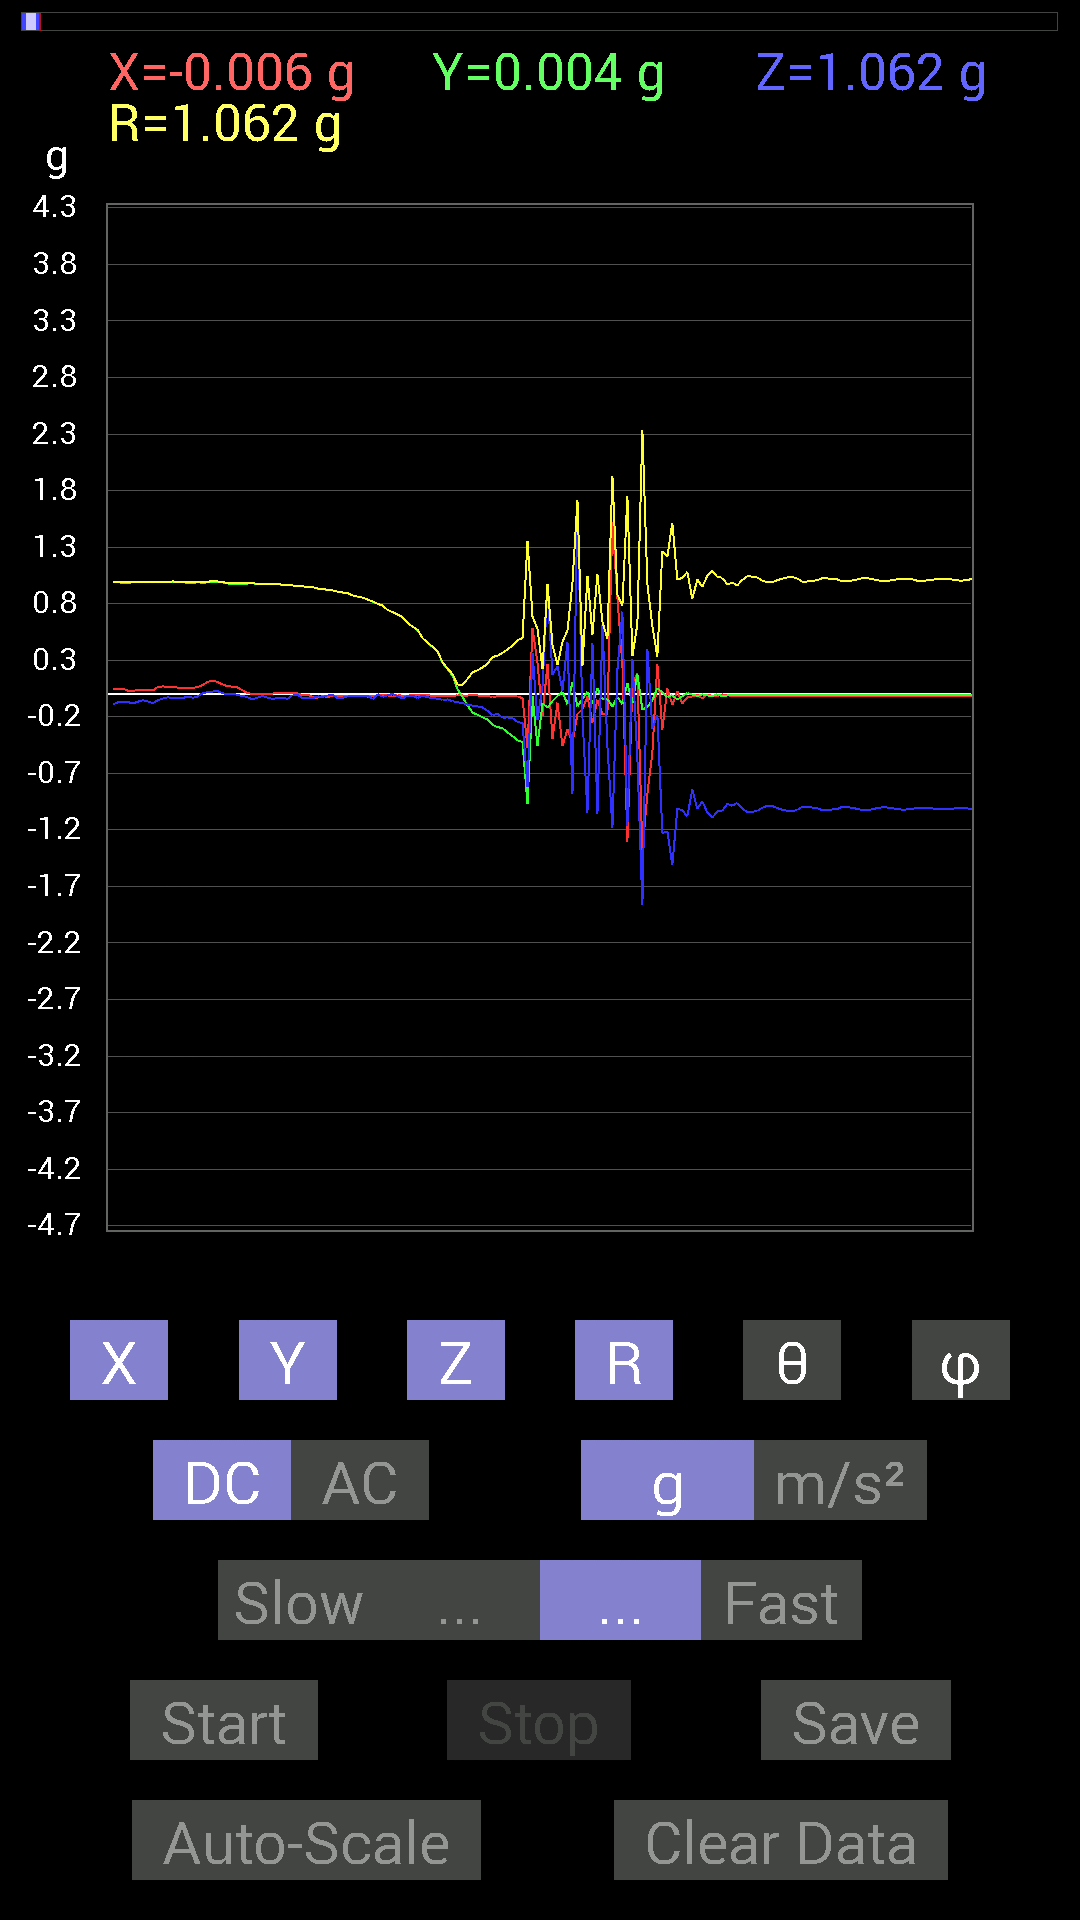 X=-0.006 g Y=0.004 g Z=1.062 g
R=1.062 g
g
4.3
3.8
3.3
2.8
2.3
1.8
1.3
0.8
0.3
-0.2
-0.7
-1.2
-1.7
-2.2
-2.7
-3.2
-3.7
-4.2
-4.7
X Y Z R θ φ
DC AC g m/s²
Slow ... ... Fast
Start Stop Save
Auto-Scale Clear Data